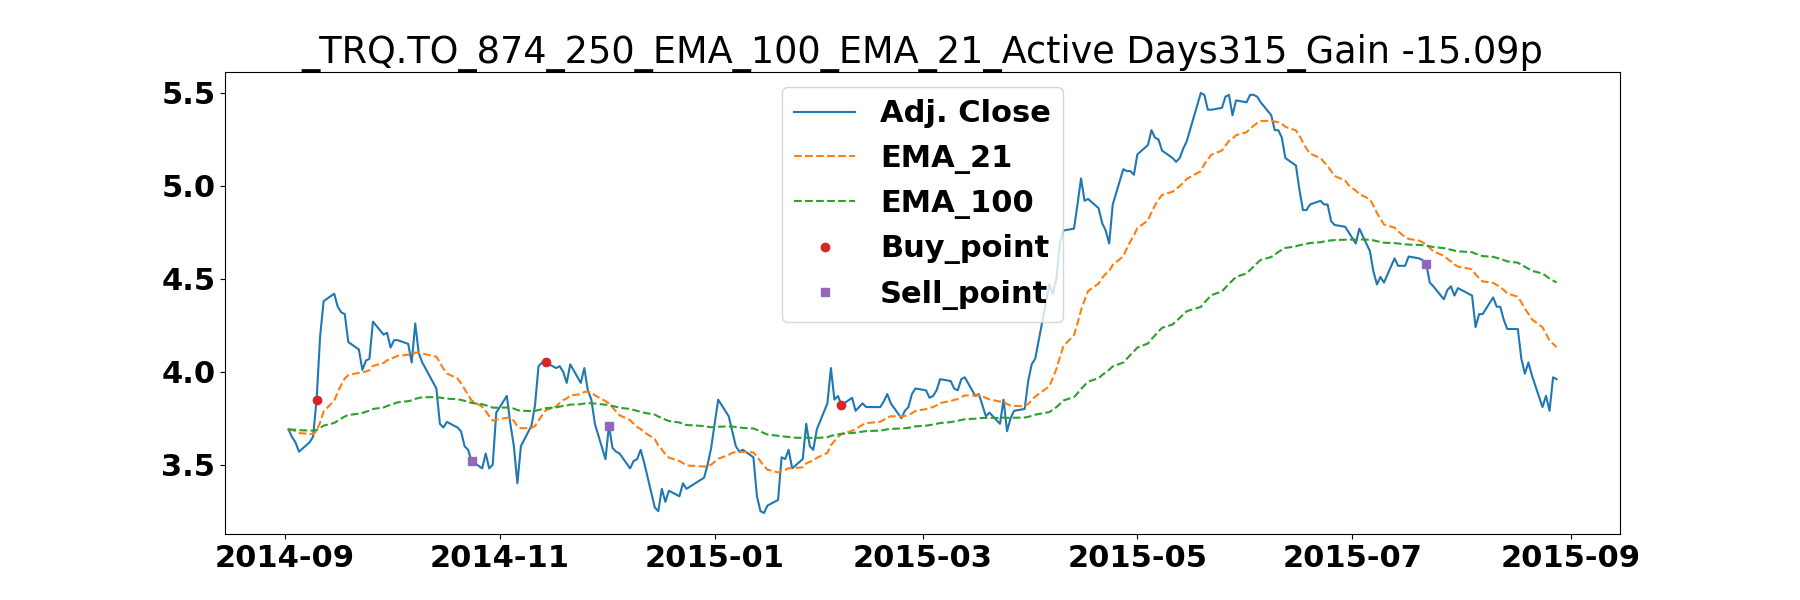 _TRQ.TO_874_250_EMA_100_EMA_21_Active Days315_Gain -15.09p
5.5
5.0
4.5
4.0
3.5
Adj. Close
EMA_21
EMA_100
Buy_point
Sell_point
2014-09 2014-11 2015-01 2015-03 2015-05 2015-07 2015-09